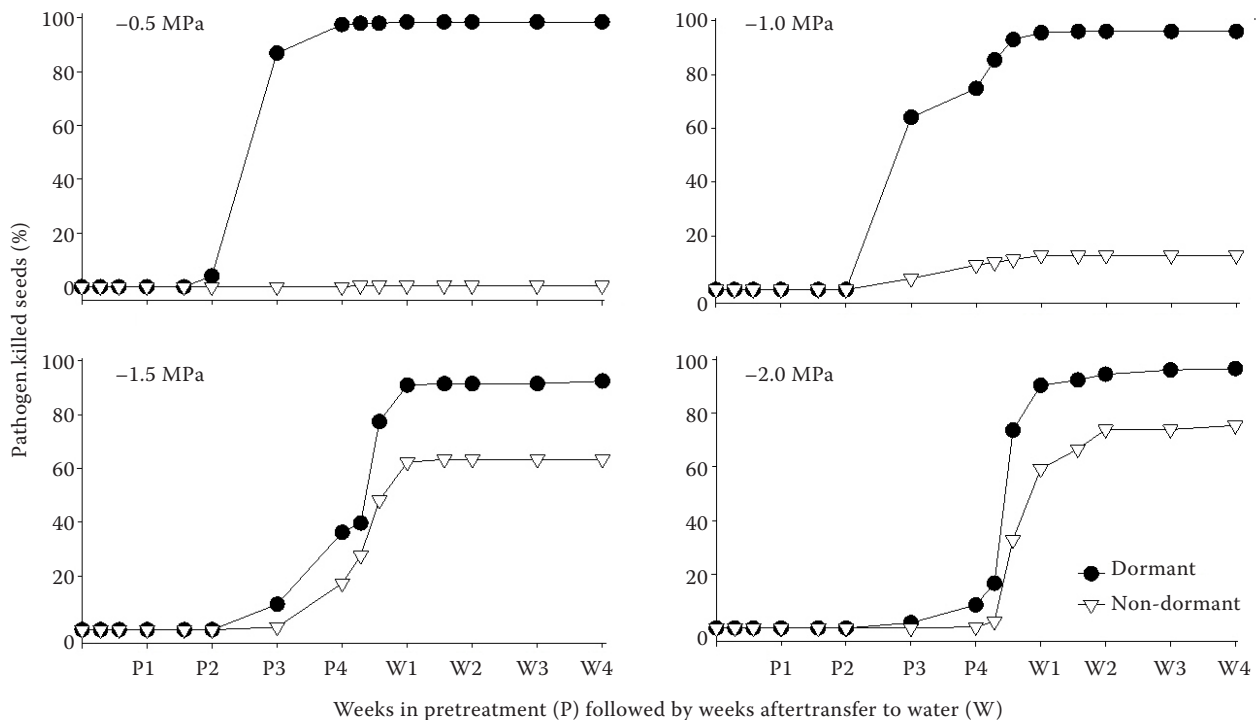 Pathogen.killed seeds (%)
100
80
60
40
20
0
–0.5 MPa
100
80
60
40
20
0
–1.0 MPa
100
80
60
40
20
0
–1.5 MPa
P1 P2 P3 P4 W1 W2 W3 W4
100
80
60
40
20
0
–2.0 MPa
Dormant
Non-dormant
P1 P2 P3 P4 W1 W2 W3 W4
Weeks in pretreatment (P) followed by weeks aftertransfer to water (W)